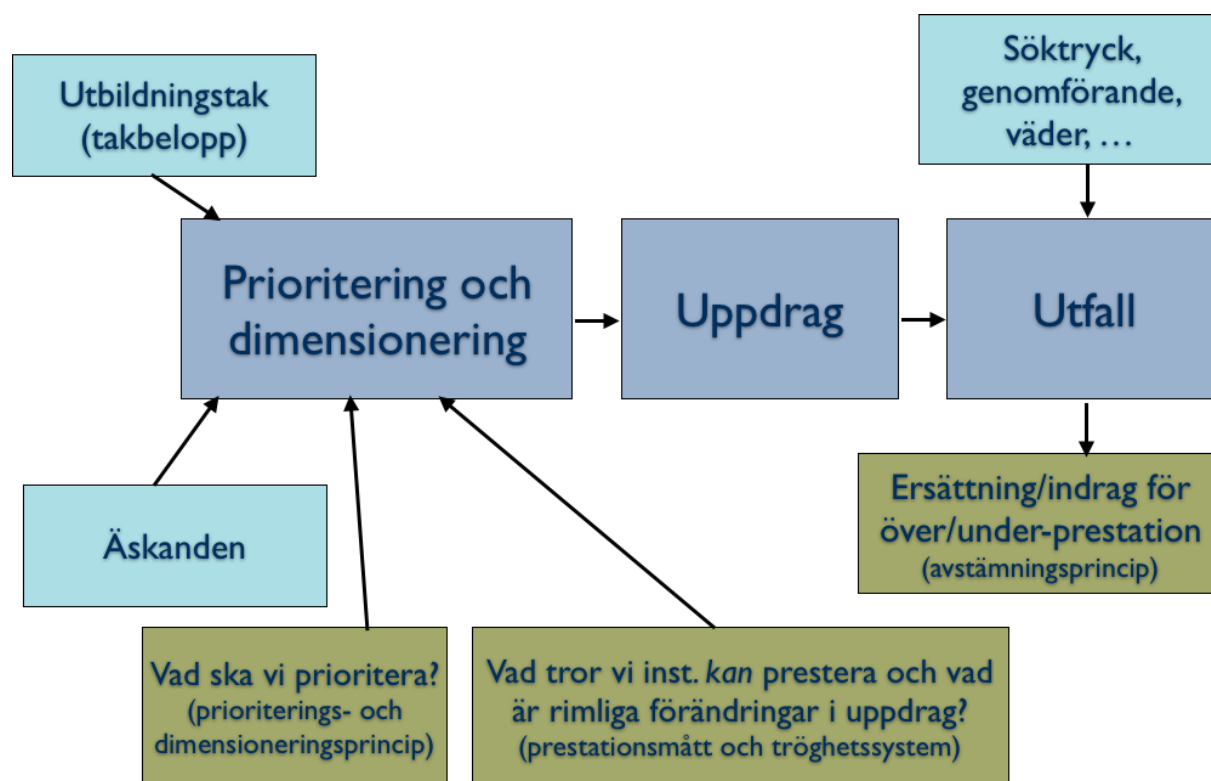 Utbildningstak
(takbelopp)
Söktryck,
genomförande,
väder, …
Prioritering och
dimensionering
Uppdrag
Utfall
Äskanden
Ersättning/indrag för
över/under-prestation
(avstämningsprincip)
Vad ska vi prioritera?
(prioriterings- och
dimensioneringsprincip)
Vad tror vi inst. kan prestera och vad
är rimliga förändringar i uppdrag?
(prestationsmått och tröghetssystem)